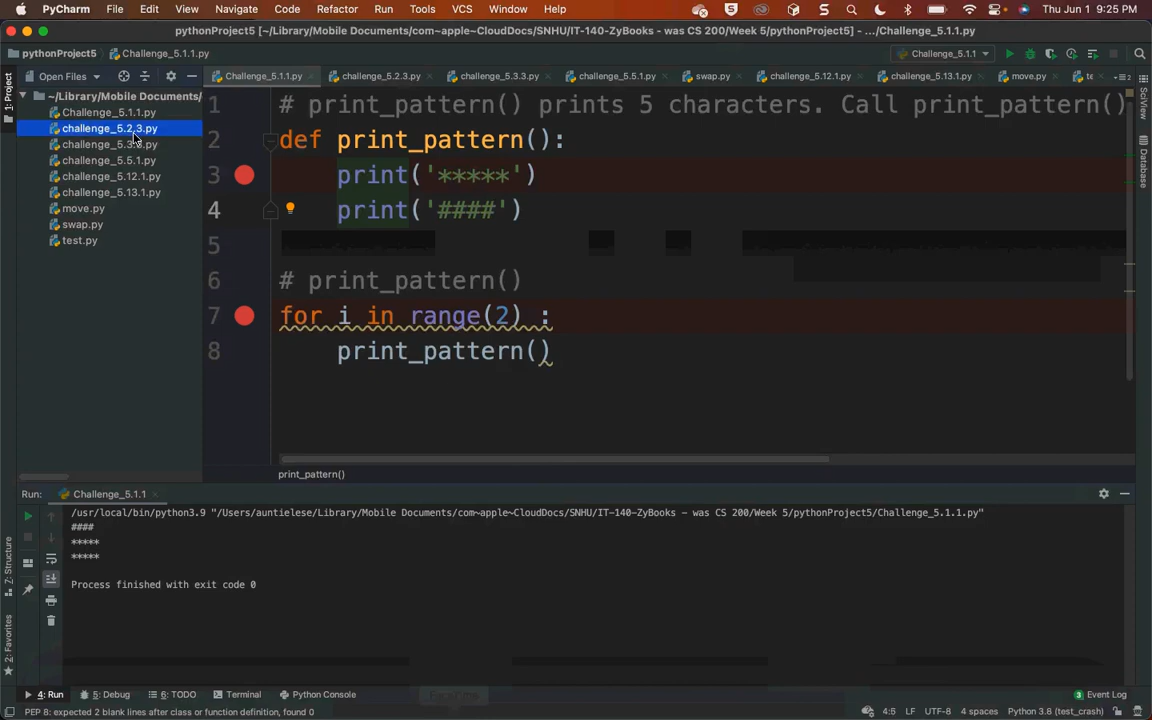 PyCharm File Edit View Navigate Code Refactor Run Tools VCS Window Help Thu Jun 1 9:25 PM
pythonProject5 [~/Library/Mobile Documents/com~apple~CloudDocs/SNHU/IT-140-ZyBooks - was CS 200/Week 5/pythonProject5] - .../Challenge_5.1.1.py
pythonProject5 Challenge_5.1.1.py Challenge_5.1.1
Open Files Challenge_5.1.1.py challenge_5.2.3.py challenge_5.3.3.py challenge_5.5.1.py swap.py challenge_5.12.1.py challenge_5.13.1.py move.py te
1: Project
~/Library/Mobile Documents/
Challenge_5.1.1.py
challenge_5.2.3.py
challenge_5.3.3.py
challenge_5.5.1.py
challenge_5.12.1.py
challenge_5.13.1.py
move.py
swap.py
test.py
1 # print_pattern() prints 5 characters. Call print_pattern()
2 def print_pattern():
3 print('*****')
4 print('####')
5
6 # print_pattern()
7 for i in range(2) :
8 print_pattern()
SciView
Database
print_pattern()
Run: Challenge_5.1.1
/usr/local/bin/python3.9 "/Users/auntielese/Library/Mobile Documents/com~apple~CloudDocs/SNHU/IT-140-ZyBooks - was CS 200/Week 5/pythonProject5/Challenge_5.1.1.py"
####
*****
*****
Process finished with exit code 0
Z: Structure
2: Favorites
4: Run 5: Debug 6: TODO Terminal Python Console Event Log
PEP 8: expected 2 blank lines after class or function definition, found 0 4:5 LF UTF-8 4 spaces Python 3.8 (test_crash)